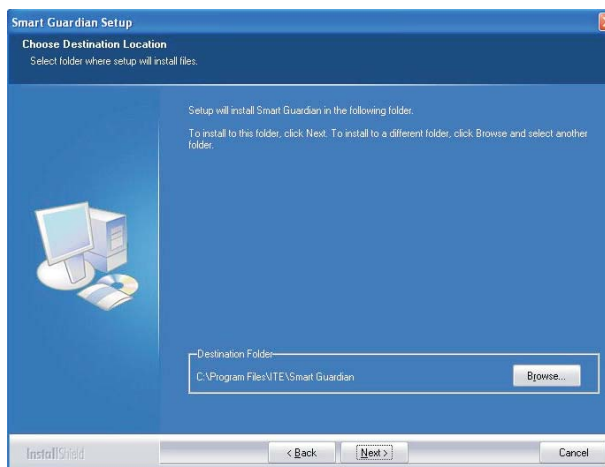 Smart Guardian Setup
Choose Destination Location
Select folder where setup will install files.
Setup will install Smart Guardian in the following folder.
To install to this folder, click Next. To install to a different folder, click Browse and select another
folder.
Destination Folder
C:\Program Files\ITE\Smart Guardian
Browse...
InstallShield
< Back
Next >
Cancel